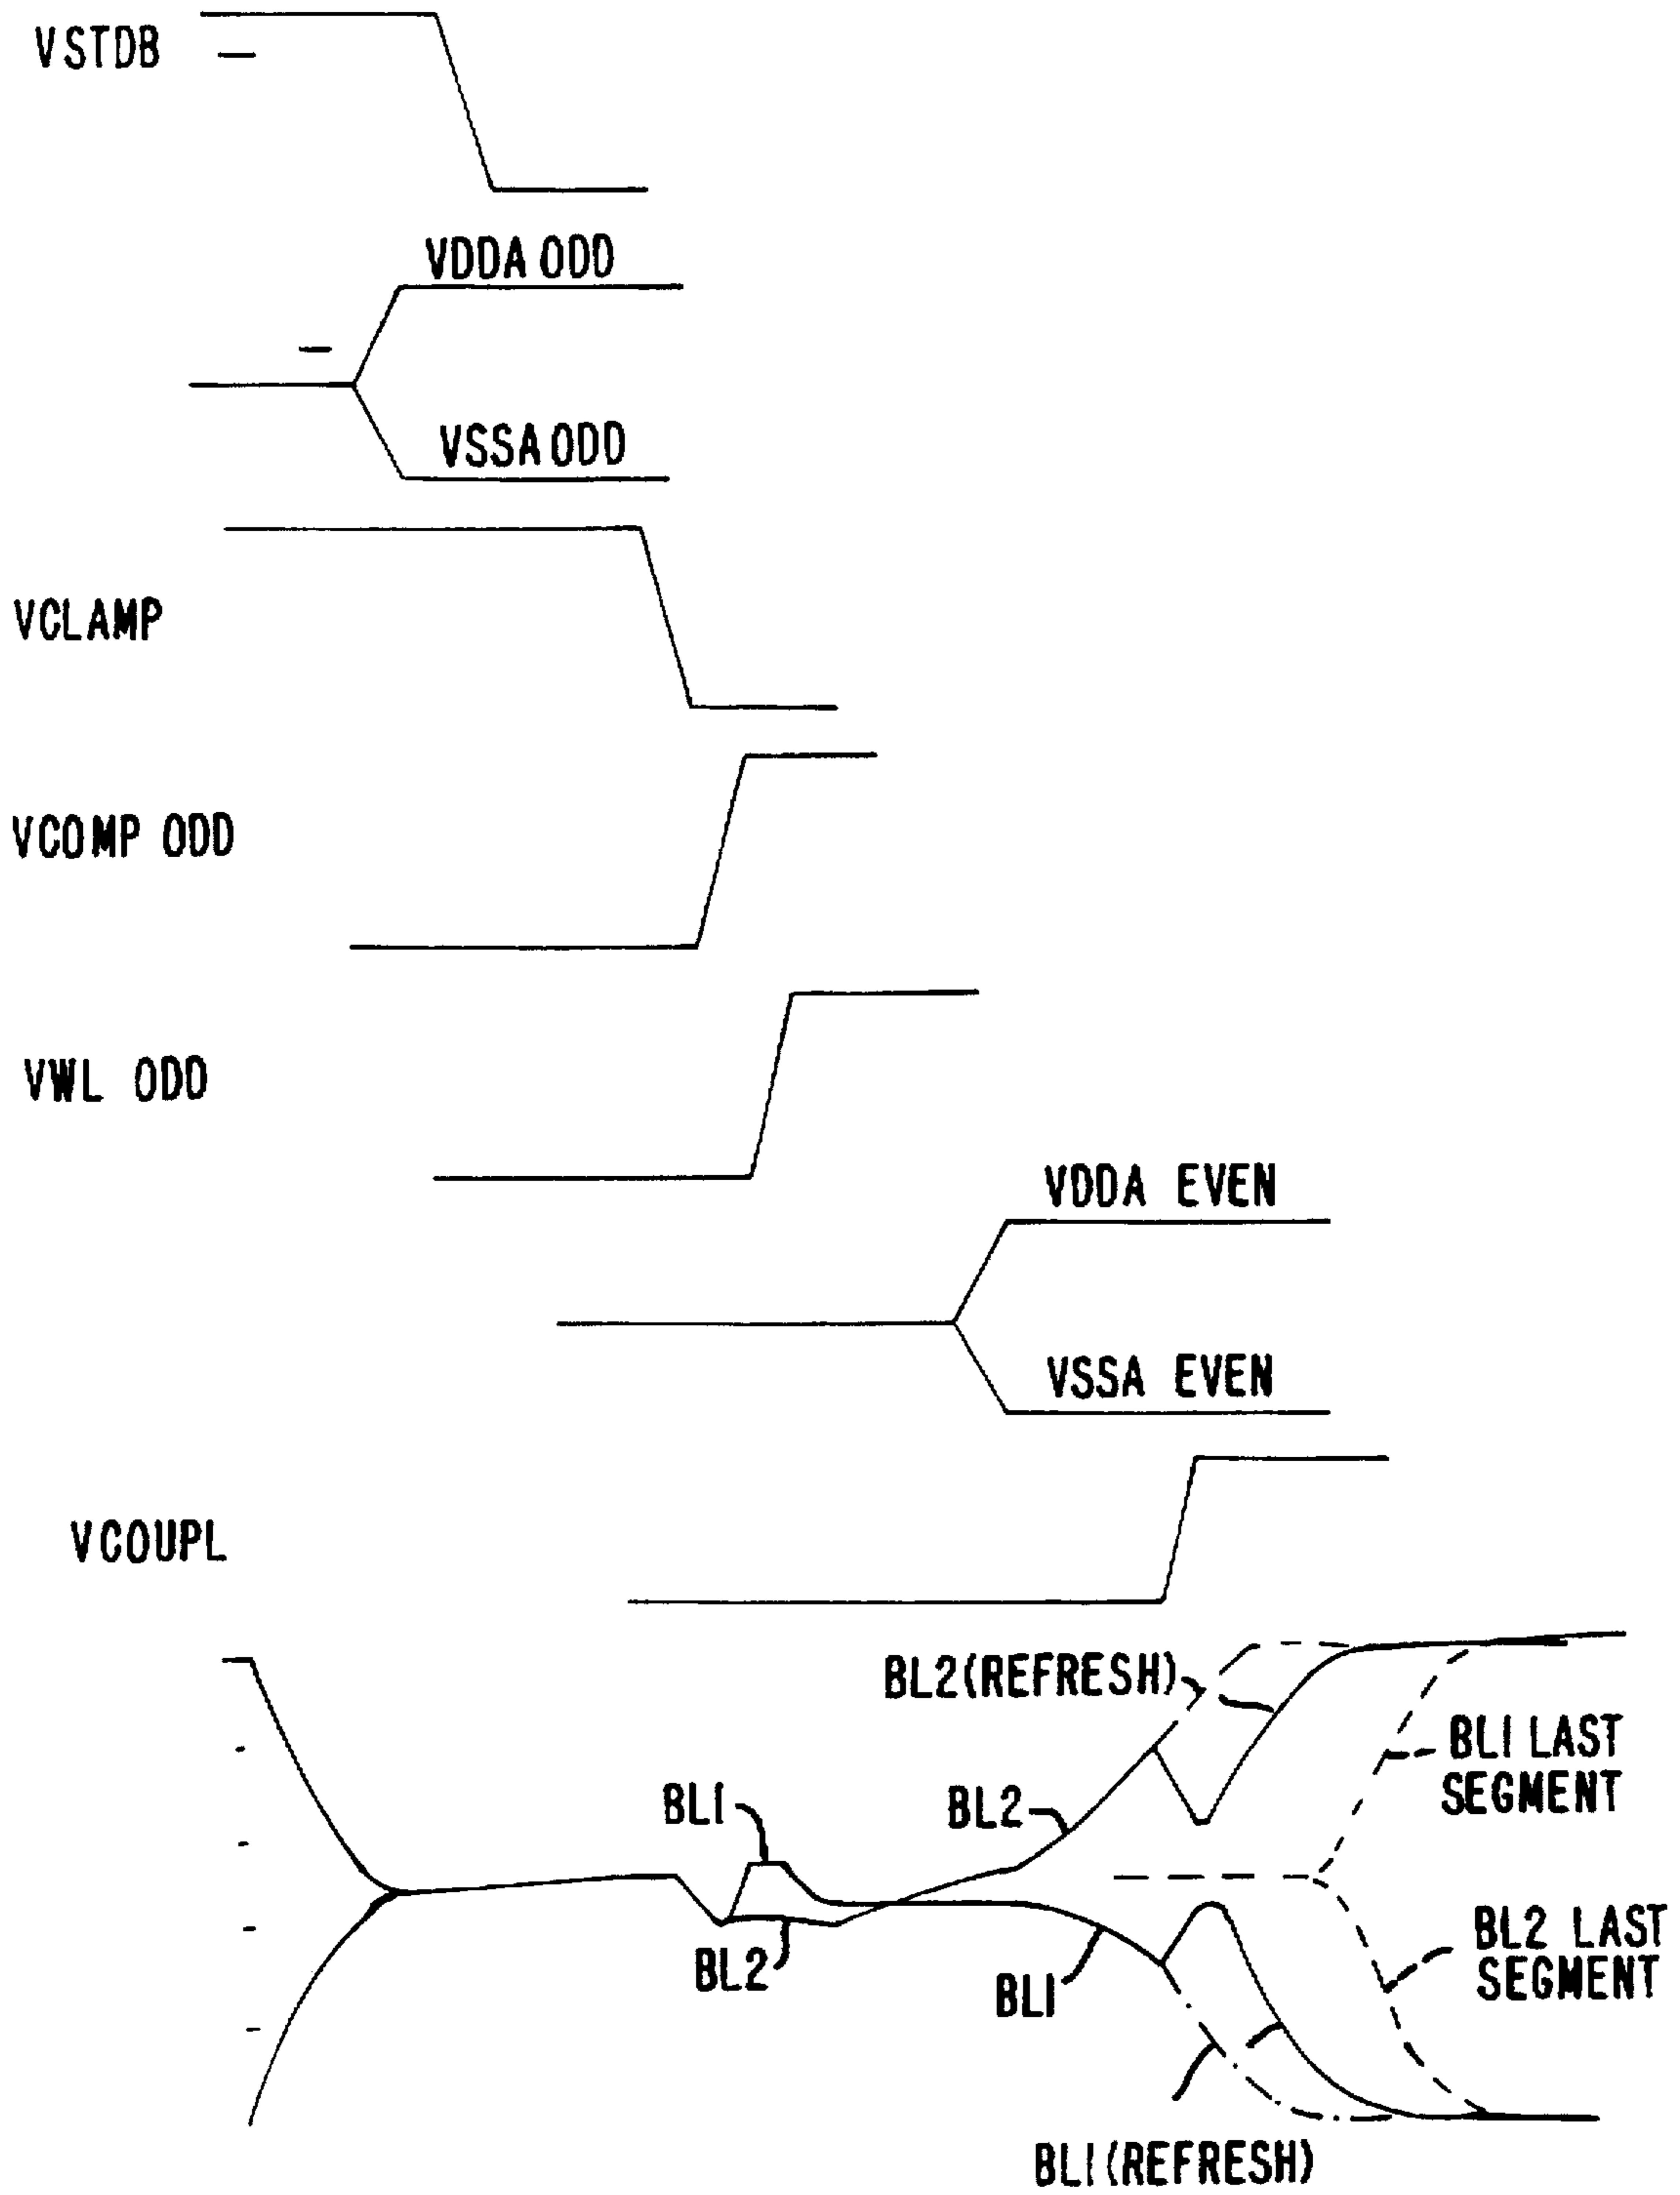 VSTDB
VDDA ODD
VSSA ODD
VCLAMP
VCOMP ODD
VWL ODD
VDDA EVEN
VSSA EVEN
VCOUPL
BL2(REFRESH)
BL1 LAST
SEGMENT
BL1
BL2
BL2
BL1
BL2 LAST
SEGMENT
BL1(REFRESH)